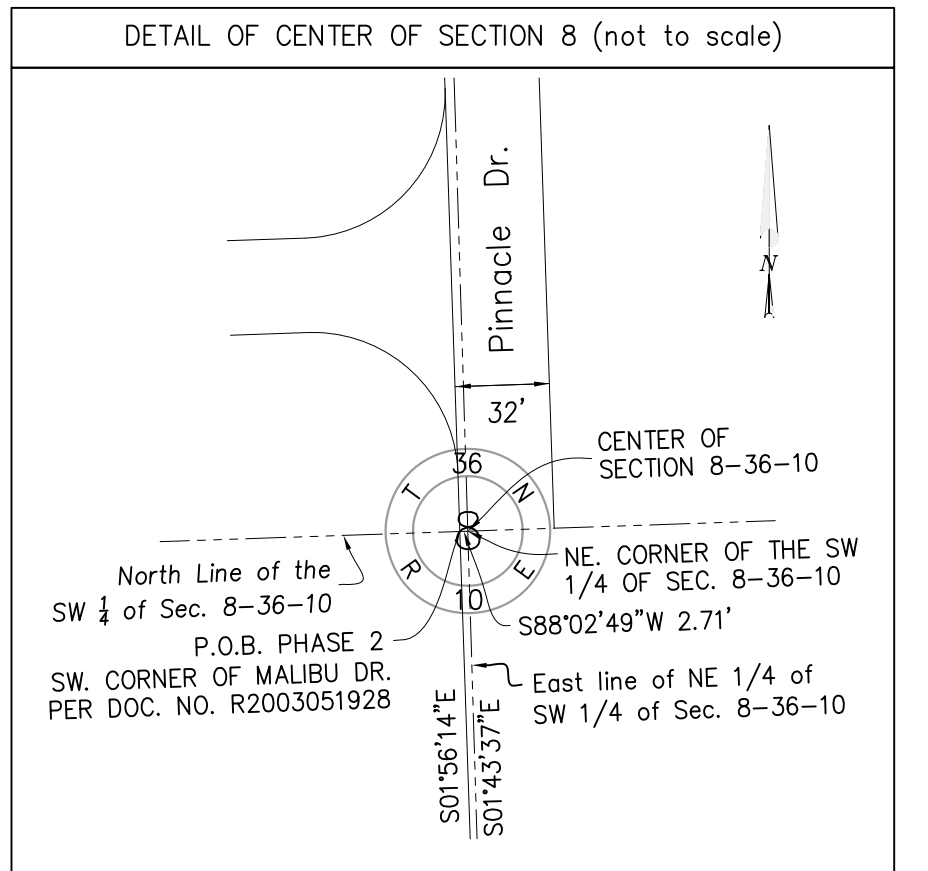 DETAIL OF CENTER OF SECTION 8 (not to scale)
Pinnacle Dr.
N
32'
CENTER OF
SECTION 8-36-10
36
T
N
8
R
E
10
NE. CORNER OF THE SW
1/4 OF SEC. 8-36-10
North Line of the
SW 1/4 of Sec. 8-36-10
S88°02'49"W 2.71'
P.O.B. PHASE 2
SW. CORNER OF MALIBU DR.
PER DOC. NO. R2003051928
East line of NE 1/4 of
SW 1/4 of Sec. 8-36-10
S01°56'14"E
S01°43'37"E